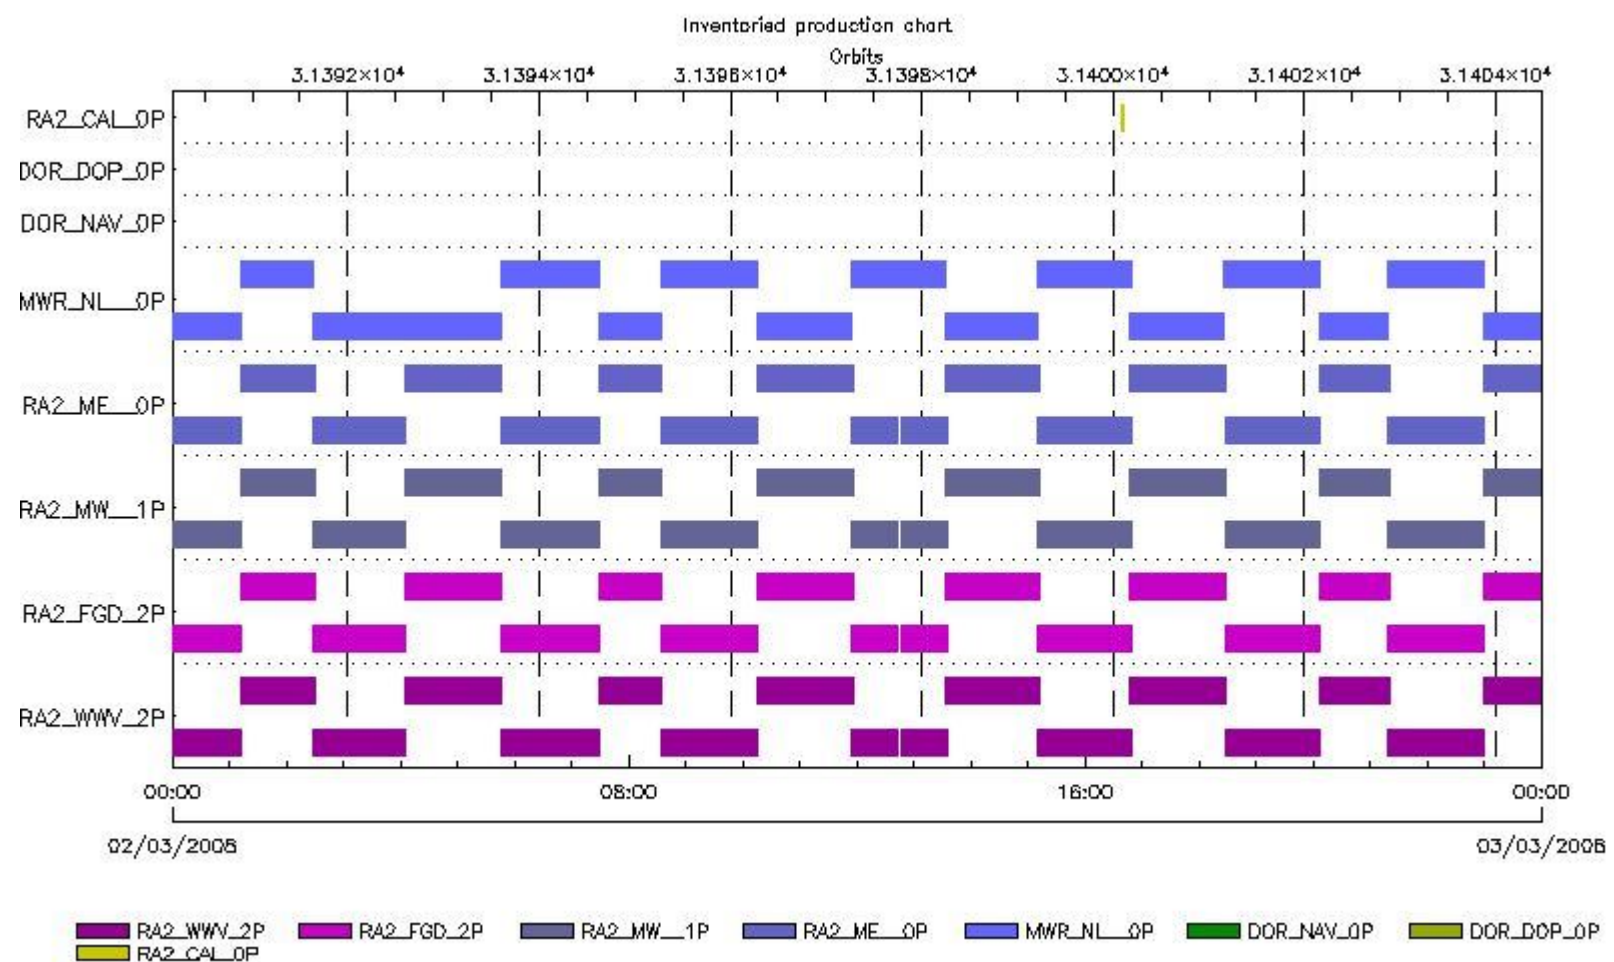 Inventoried production chart
Orbits
3.1392×10⁴ 3.1394×10⁴ 3.1396×10⁴ 3.1398×10⁴ 3.1400×10⁴ 3.1402×10⁴ 3.1404×10⁴
RA2_CAL_0P
DOR_DOP_0P
DOR_NAV_0P
MWR_NL__0P
RA2_ME__0P
RA2_MW__1P
RA2_FGD_2P
RA2_WWV_2P
00:00 08:00 16:00 00:00
02/03/2008 03/03/2008
RA2_WWV_2P RA2_FGD_2P RA2_MW__1P RA2_ME__0P MWR_NL__0P DOR_NAV_0P DOR_DOP_0P
RA2_CAL_0P